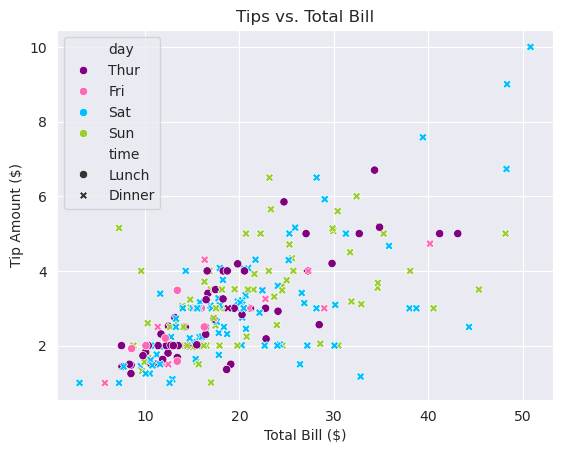 Tips vs. Total Bill
10
8
6
4
2
Tip Amount ($)
day
Thur
Fri
Sat
Sun
time
Lunch
Dinner
10 20 30 40 50
Total Bill ($)